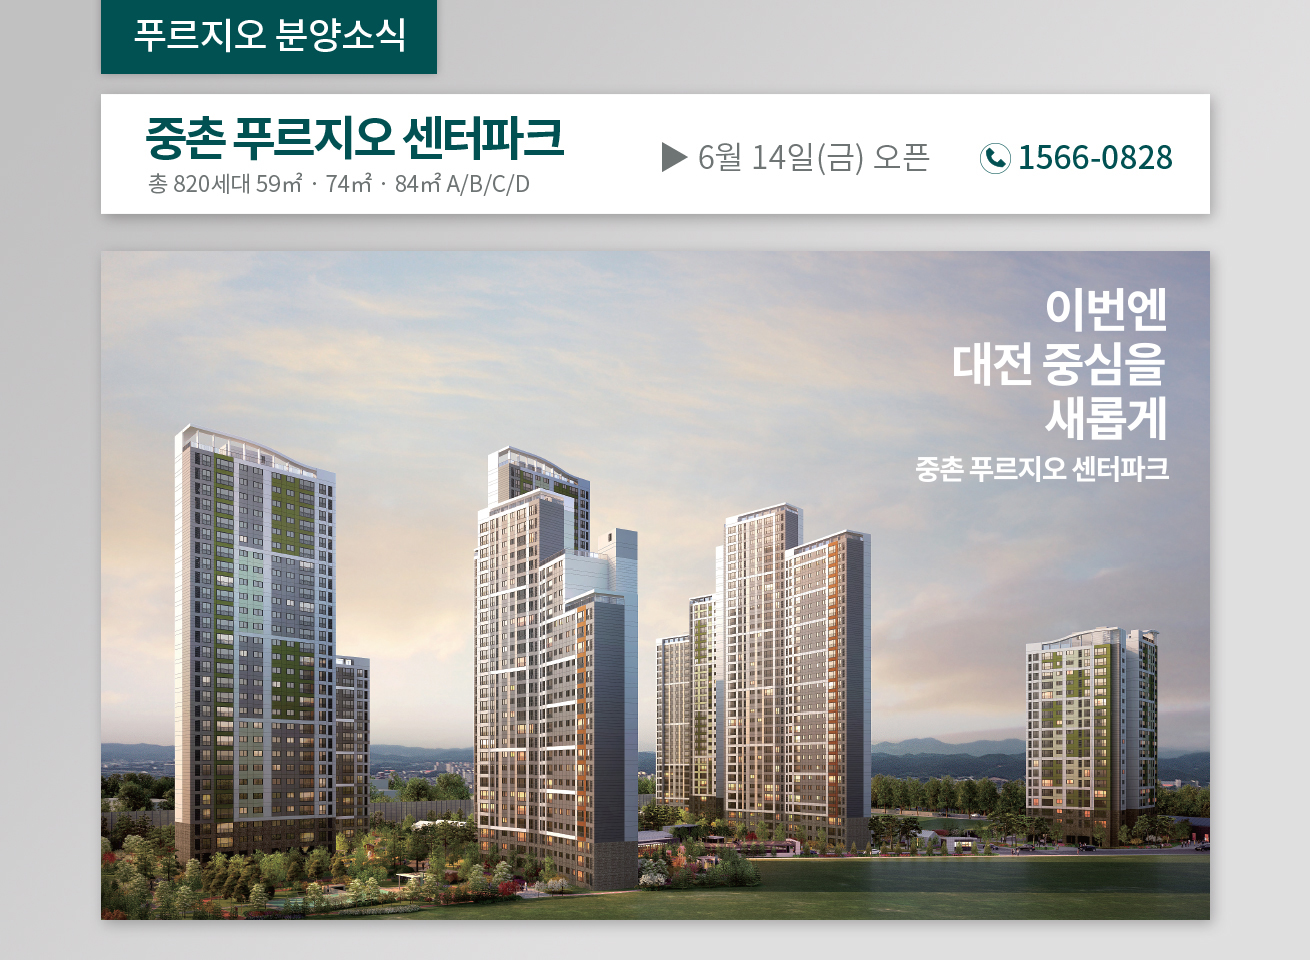 푸르지오 분양소식
중촌 푸르지오 센터파크
총 820세대 59㎡ · 74㎡ · 84㎡ A/B/C/D
▶ 6월 14일(금) 오픈
1566-0828
이번엔
대전 중심을
새롭게
중촌 푸르지오 센터파크